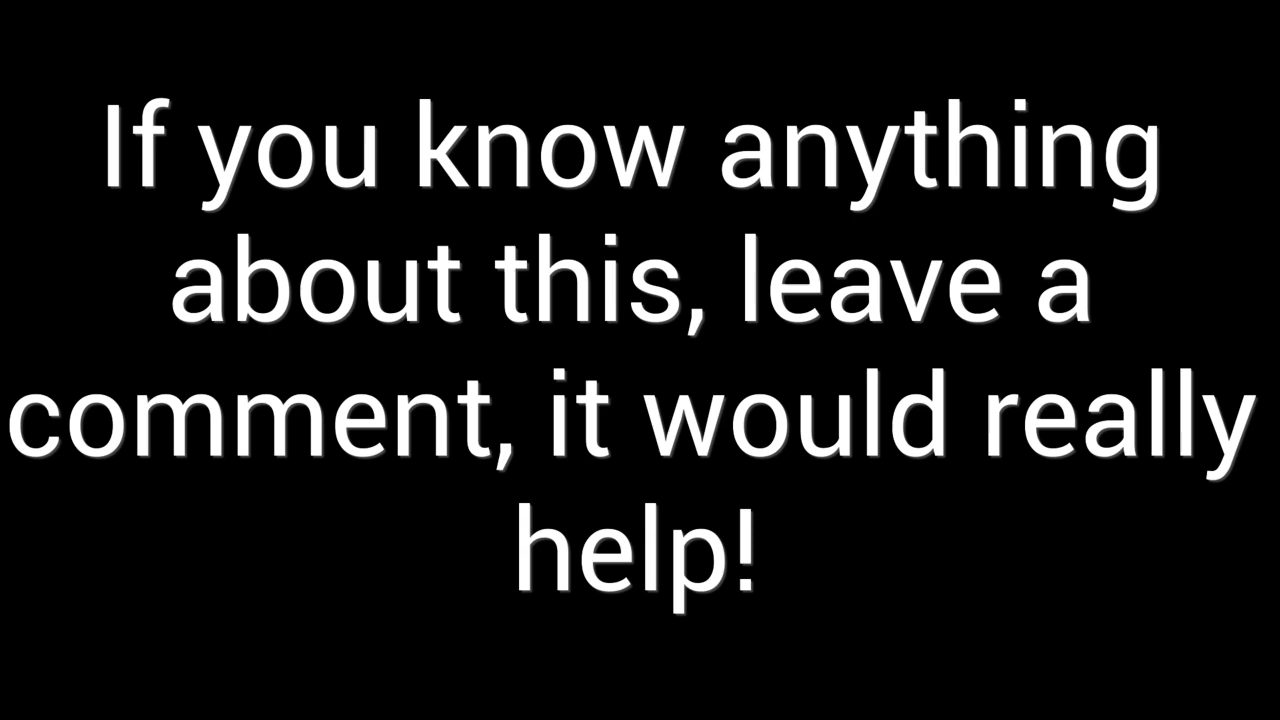 If you know anything
about this, leave a
comment, it would really
help!